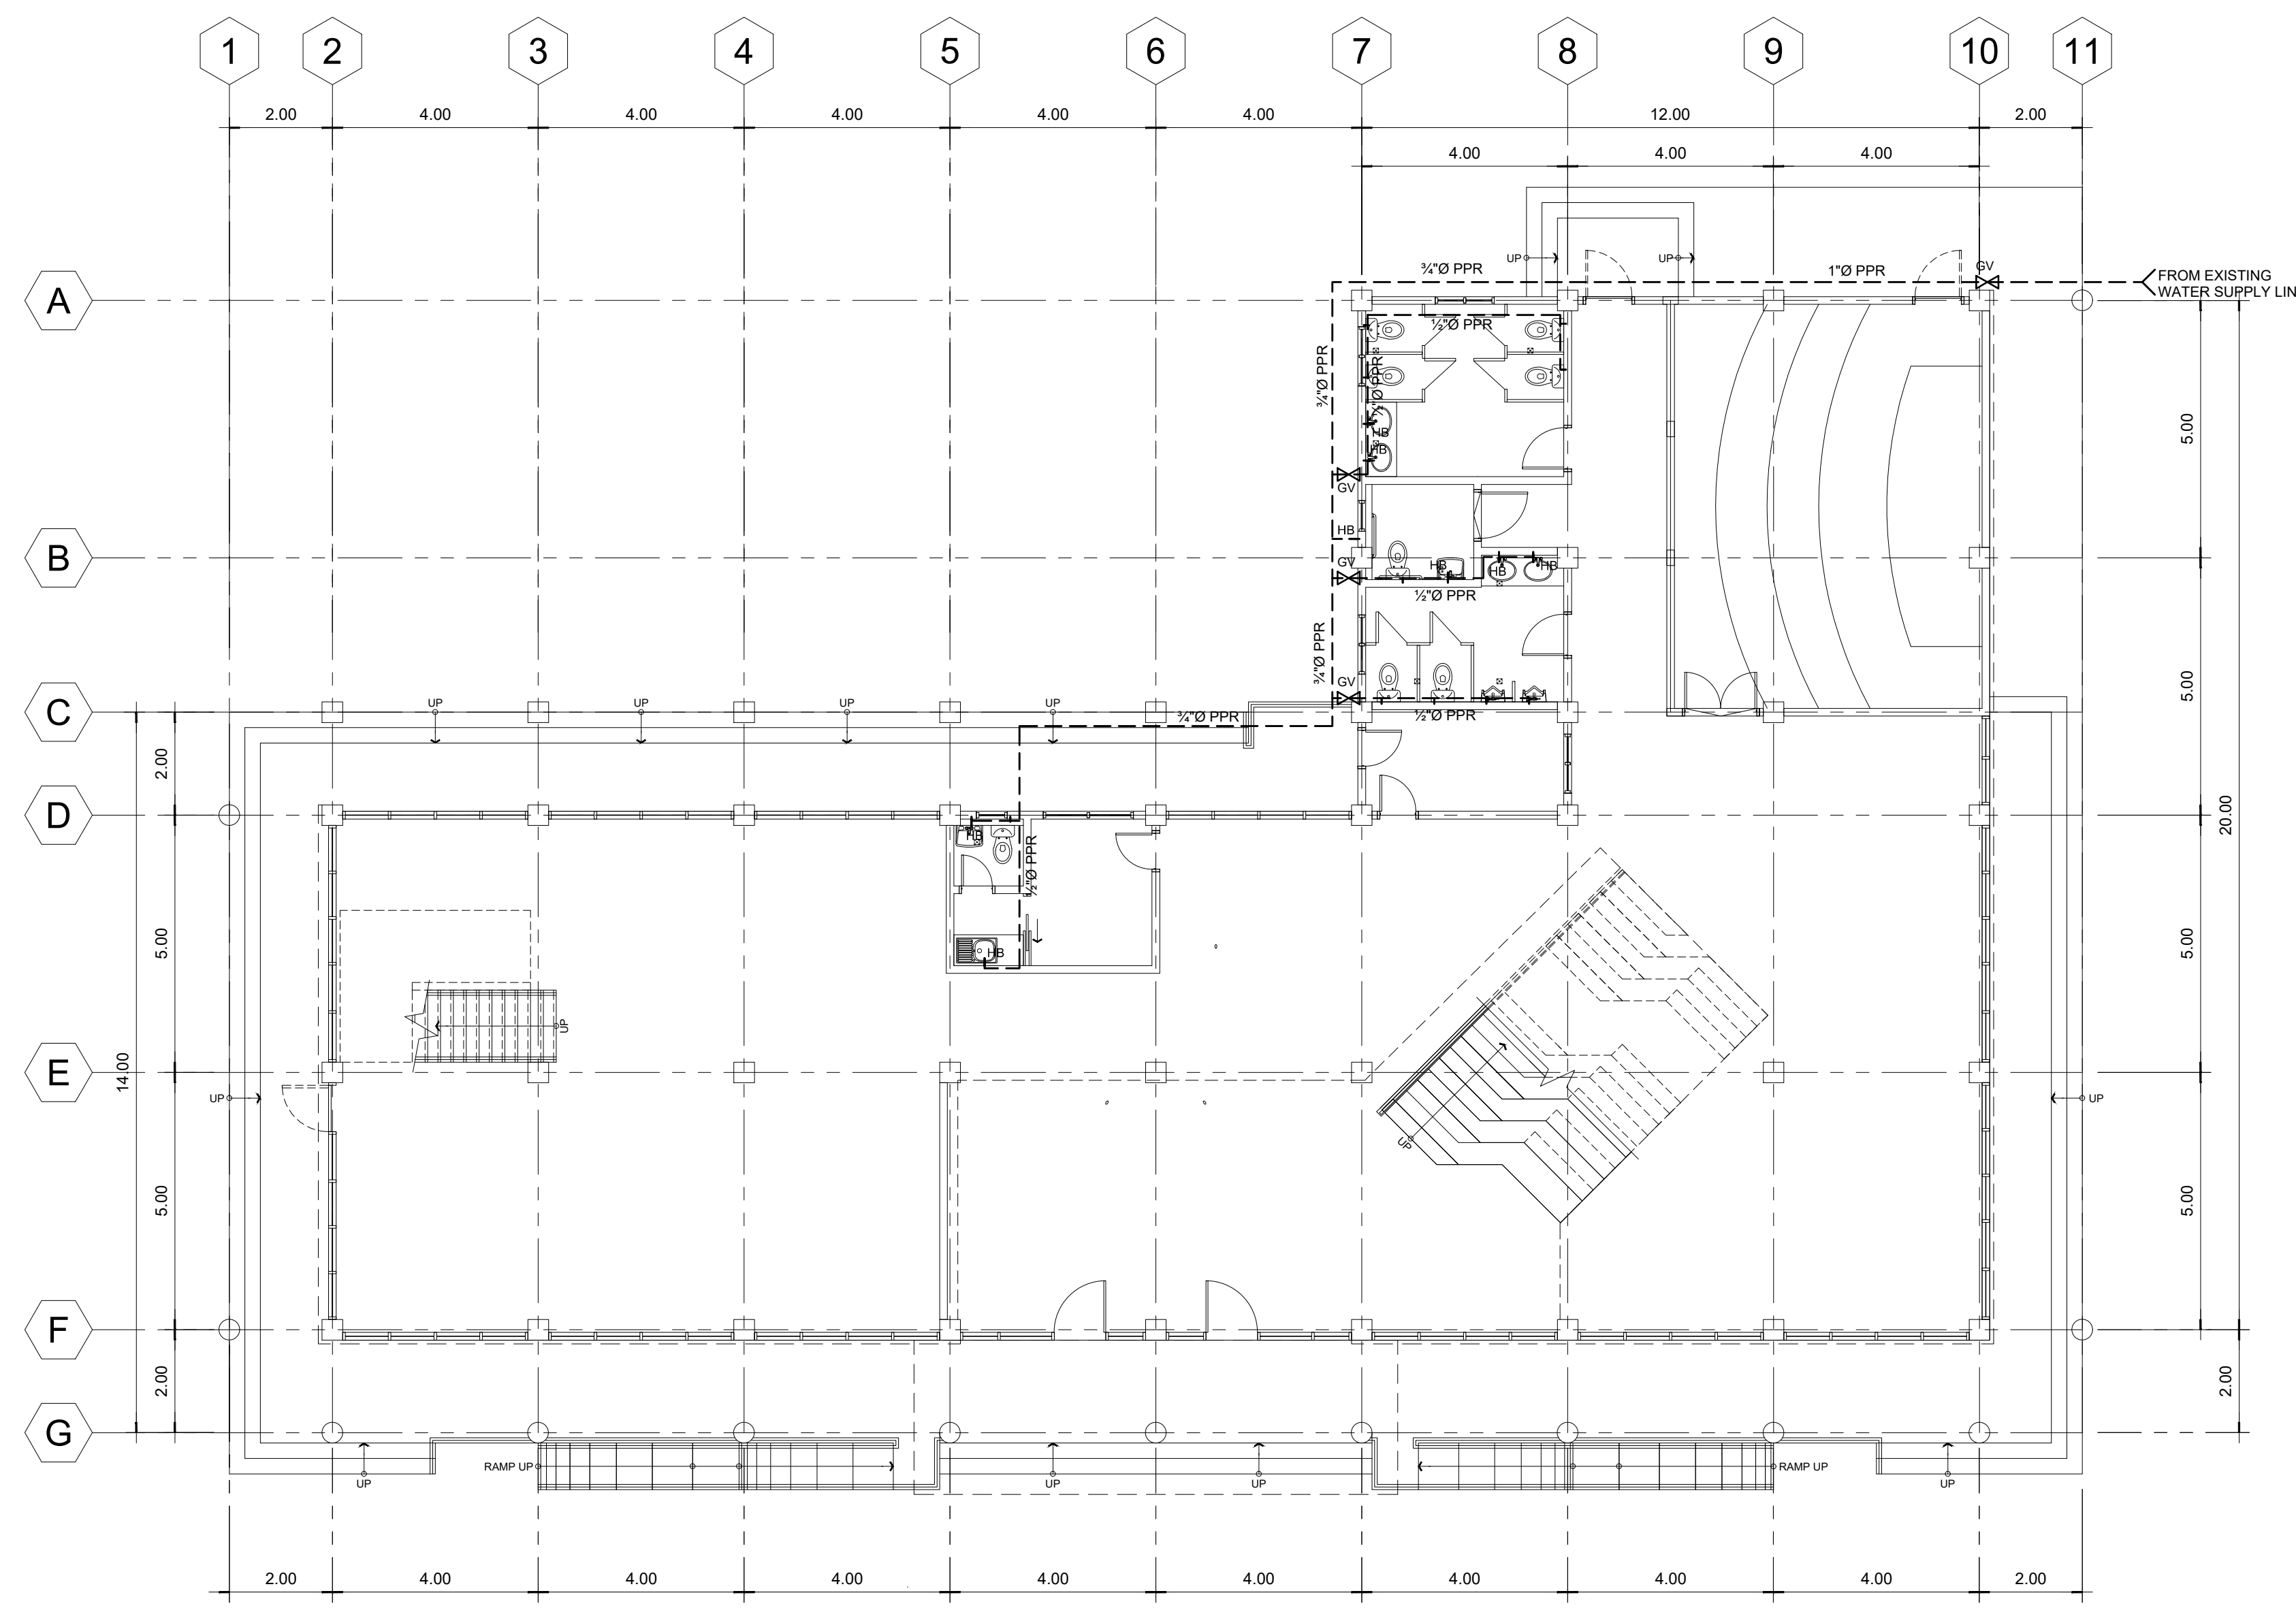 1 2 3 4 5 6 7 8 9 10 11
2.00 4.00 4.00 4.00 4.00 4.00 12.00 2.00
4.00 4.00 4.00
UP UP
¾"Ø PPR 1"Ø PPR GV
FROM EXISTING
WATER SUPPLY LIN
A
½"Ø PPR
¾"Ø PPR
½"Ø PPR
HB
HB
5.00
GV
HB
B
GV
HB HB HB
½"Ø PPR
¾"Ø PPR
GV
5.00
C
UP UP UP UP
¾"Ø PPR
½"Ø PPR
2.00
D
20.00
HB
½"Ø PPR
5.00
5.00
HB
UP
E
14.00
UP
UP
UP
5.00
5.00
F
2.00
2.00
G
RAMP UP
RAMP UP
UP UP UP UP
2.00 4.00 4.00 4.00 4.00 4.00 4.00 4.00 4.00 2.00